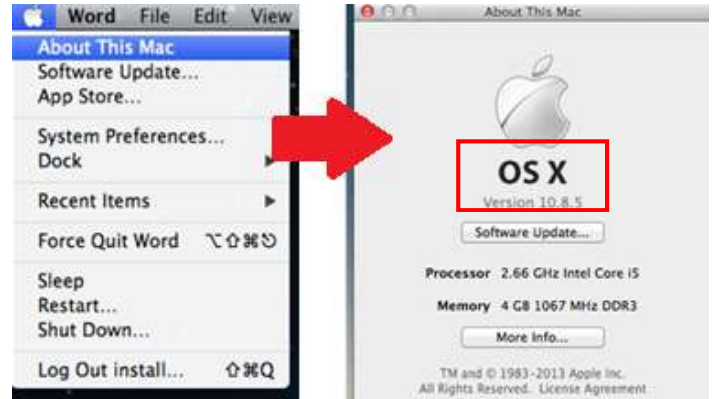 Word File Edit View
About This Mac
Software Update...
App Store...
System Preferences...
Dock
Recent Items
Force Quit Word ⌥⇧⌘⎋
Sleep
Restart...
Shut Down...
Log Out install... ⇧⌘Q
About This Mac
OS X
Version 10.8.5
Software Update...
Processor 2.66 GHz Intel Core i5
Memory 4 GB 1067 MHz DDR3
More Info...
TM and © 1983-2013 Apple Inc.
All Rights Reserved. License Agreement